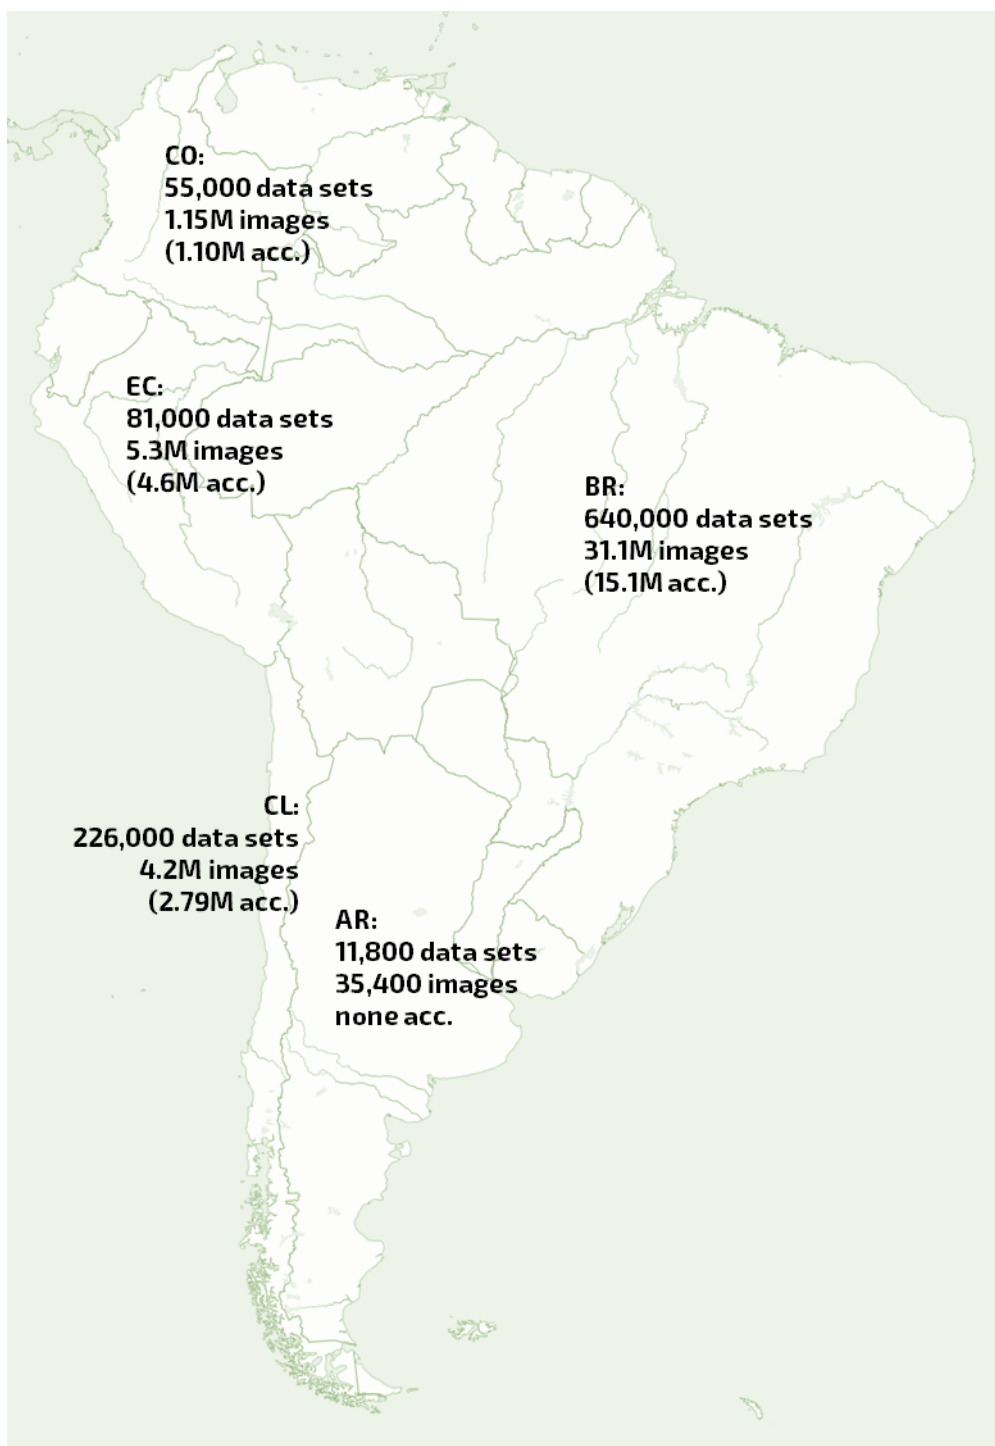 CO:
55,000 data sets
1.15M images
(1.10M acc.)
EC:
81,000 data sets
5.3M images
(4.6M acc.)
BR:
640,000 data sets
31.1M images
(15.1M acc.)
CL:
226,000 data sets
4.2M images
(2.79M acc.)
AR:
11,800 data sets
35,400 images
none acc.